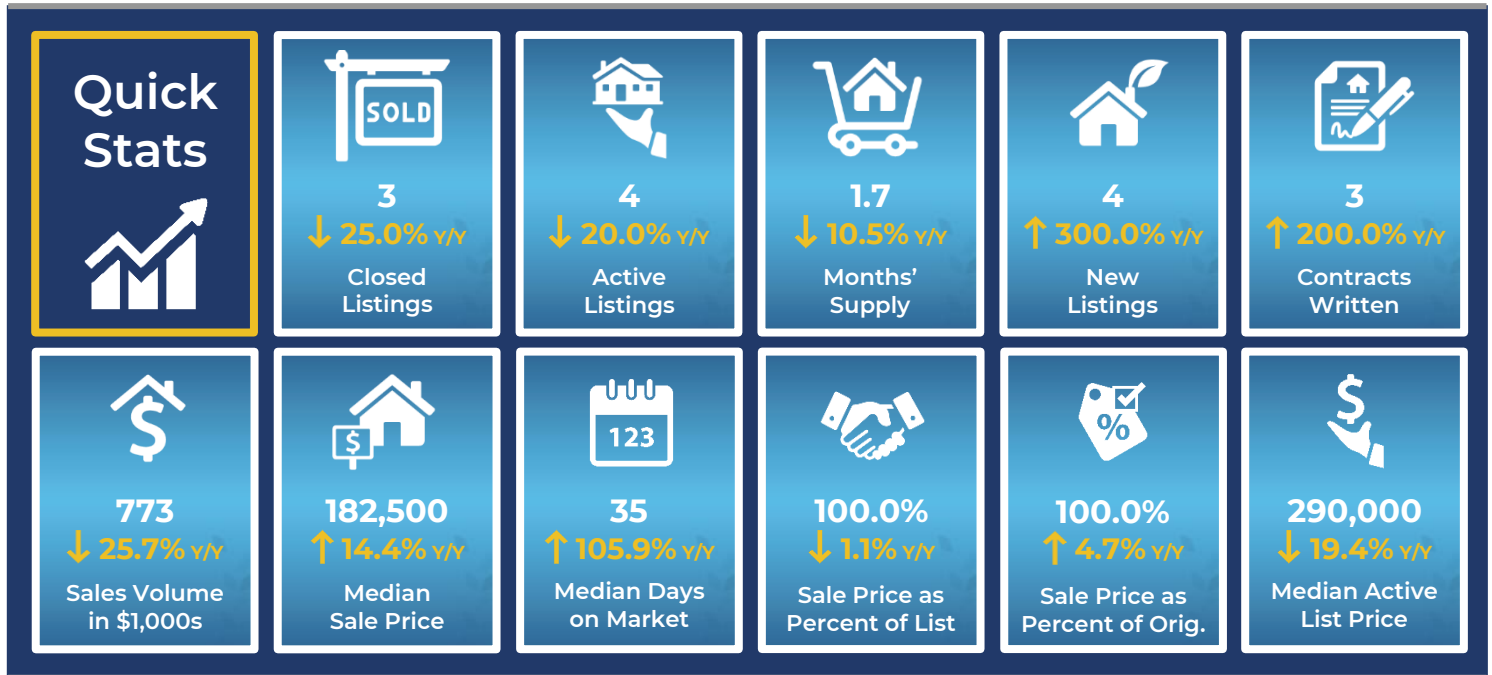 Quick
Stats
SOLD
3
↓ 25.0% Y/Y
Closed
Listings
4
↓ 20.0% Y/Y
Active
Listings
1.7
↓ 10.5% Y/Y
Months’
Supply
4
↑ 300.0% Y/Y
New
Listings
3
↑ 200.0% Y/Y
Contracts
Written
$
773
↓ 25.7% Y/Y
Sales Volume
in $1,000s
$
182,500
↑ 14.4% Y/Y
Median
Sale Price
123
35
↑ 105.9% Y/Y
Median Days
on Market
100.0%
↓ 1.1% Y/Y
Sale Price as
Percent of List
%
100.0%
↑ 4.7% Y/Y
Sale Price as
Percent of Orig.
$
290,000
↓ 19.4% Y/Y
Median Active
List Price